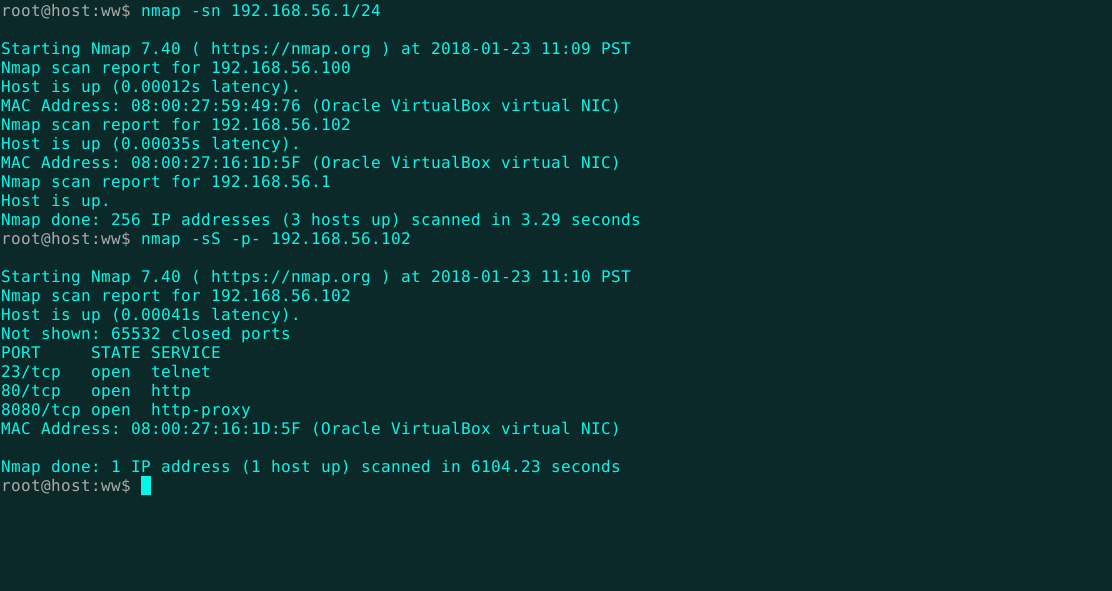 root@host:ww$ nmap -sn 192.168.56.1/24
Starting Nmap 7.40 ( https://nmap.org ) at 2018-01-23 11:09 PST
Nmap scan report for 192.168.56.100
Host is up (0.00012s latency).
MAC Address: 08:00:27:59:49:76 (Oracle VirtualBox virtual NIC)
Nmap scan report for 192.168.56.102
Host is up (0.00035s latency).
MAC Address: 08:00:27:16:1D:5F (Oracle VirtualBox virtual NIC)
Nmap scan report for 192.168.56.1
Host is up.
Nmap done: 256 IP addresses (3 hosts up) scanned in 3.29 seconds
root@host:ww$ nmap -sS -p- 192.168.56.102
Starting Nmap 7.40 ( https://nmap.org ) at 2018-01-23 11:10 PST
Nmap scan report for 192.168.56.102
Host is up (0.00041s latency).
Not shown: 65532 closed ports
PORT     STATE SERVICE
23/tcp   open  telnet
80/tcp   open  http
8080/tcp open  http-proxy
MAC Address: 08:00:27:16:1D:5F (Oracle VirtualBox virtual NIC)
Nmap done: 1 IP address (1 host up) scanned in 6104.23 seconds
root@host:ww$